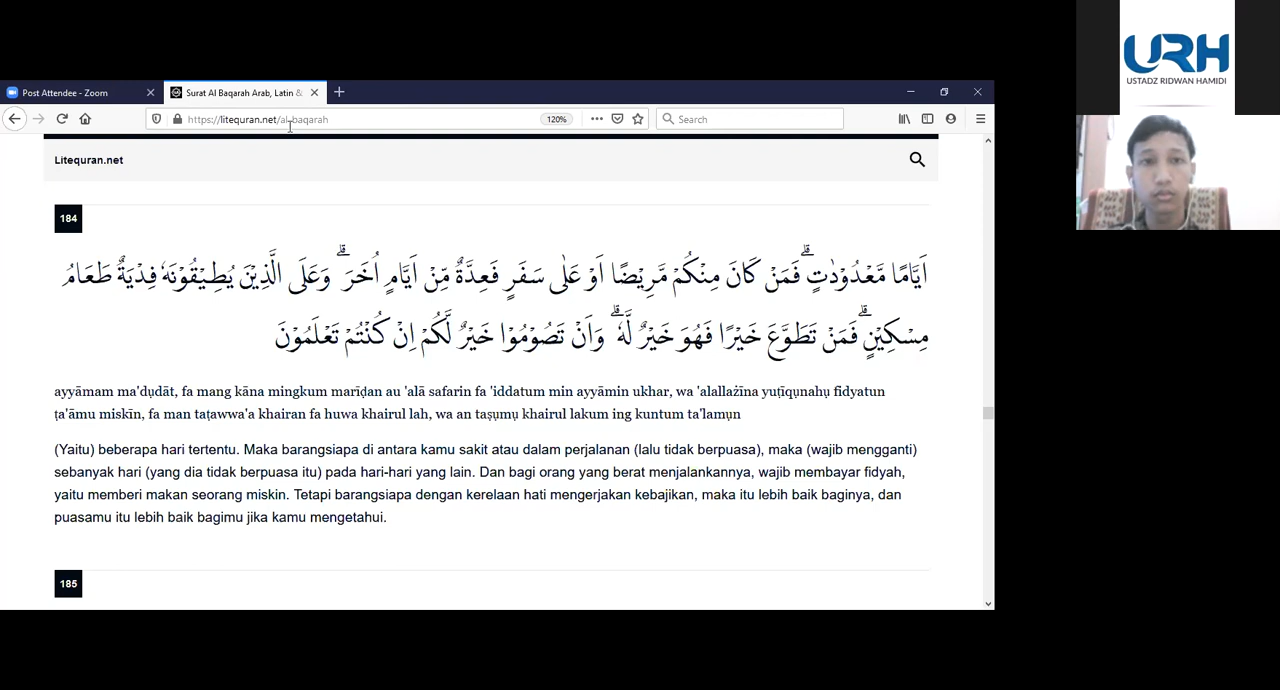 URH
USTADZ RIDWAN HAMIDI
Post Attendee - Zoom
Surat Al Baqarah Arab, Latin &
https://litequran.net/al-baqarah
120%
Search
Litequran.net
184
اَيَّامًا مَّعْدُوْدٰتٍۗ فَمَنْ كَانَ مِنْكُمْ مَّرِيْضًا اَوْ عَلٰى سَفَرٍ فَعِدَّةٌ مِّنْ اَيَّامٍ اُخَرَ ۗ وَعَلَى الَّذِيْنَ يُطِيْقُوْنَهٗ فِدْيَةٌ طَعَامُ
مِسْكِيْنٍۗ فَمَنْ تَطَوَّعَ خَيْرًا فَهُوَ خَيْرٌ لَّهٗ ۗ وَاَنْ تَصُوْمُوْا خَيْرٌ لَّكُمْ اِنْ كُنْتُمْ تَعْلَمُوْنَ
ayyāmam ma'dụdāt, fa mang kāna mingkum marīḍan au 'alā safarin fa 'iddatum min ayyāmin ukhar, wa 'alallażīna yuṭīqụnahụ fidyatun
ṭa'āmu miskīn, fa man taṭawwa'a khairan fa huwa khairul lah, wa an taṣụmụ khairul lakum ing kuntum ta'lamụn
(Yaitu) beberapa hari tertentu. Maka barangsiapa di antara kamu sakit atau dalam perjalanan (lalu tidak berpuasa), maka (wajib mengganti)
sebanyak hari (yang dia tidak berpuasa itu) pada hari-hari yang lain. Dan bagi orang yang berat menjalankannya, wajib membayar fidyah,
yaitu memberi makan seorang miskin. Tetapi barangsiapa dengan kerelaan hati mengerjakan kebajikan, maka itu lebih baik baginya, dan
puasamu itu lebih baik bagimu jika kamu mengetahui.
185